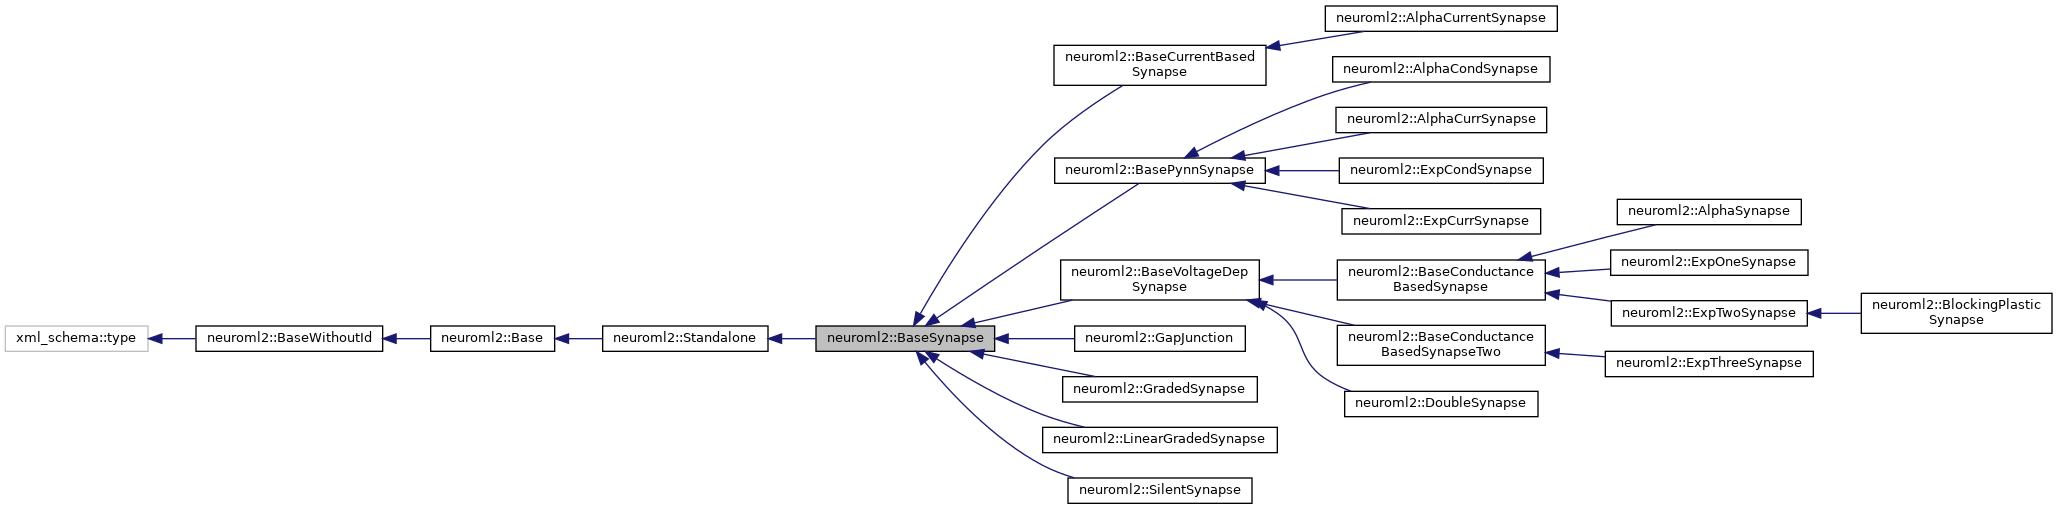 xml_schema::type
neuroml2::BaseWithoutId
neuroml2::Base
neuroml2::Standalone
neuroml2::BaseSynapse
neuroml2::BaseCurrentBased
Synapse
neuroml2::AlphaCurrentSynapse
neuroml2::BasePynnSynapse
neuroml2::AlphaCondSynapse
neuroml2::AlphaCurrSynapse
neuroml2::ExpCondSynapse
neuroml2::ExpCurrSynapse
neuroml2::BaseVoltageDep
Synapse
neuroml2::BaseConductance
BasedSynapse
neuroml2::AlphaSynapse
neuroml2::ExpOneSynapse
neuroml2::ExpTwoSynapse
neuroml2::BlockingPlastic
Synapse
neuroml2::BaseConductance
BasedSynapseTwo
neuroml2::ExpThreeSynapse
neuroml2::DoubleSynapse
neuroml2::GapJunction
neuroml2::GradedSynapse
neuroml2::LinearGradedSynapse
neuroml2::SilentSynapse